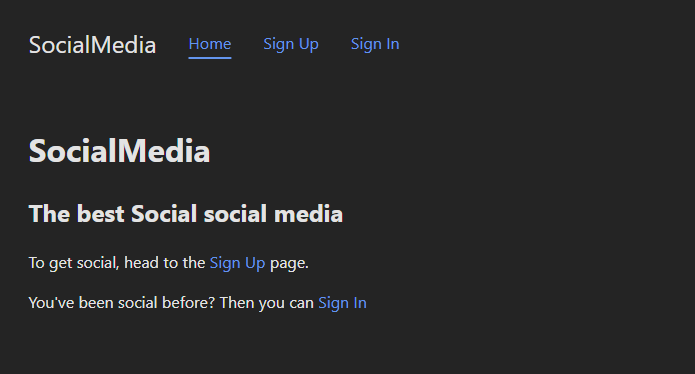 SocialMedia Home Sign Up Sign In
SocialMedia
The best Social social media
To get social, head to the Sign Up page.
You've been social before? Then you can Sign In